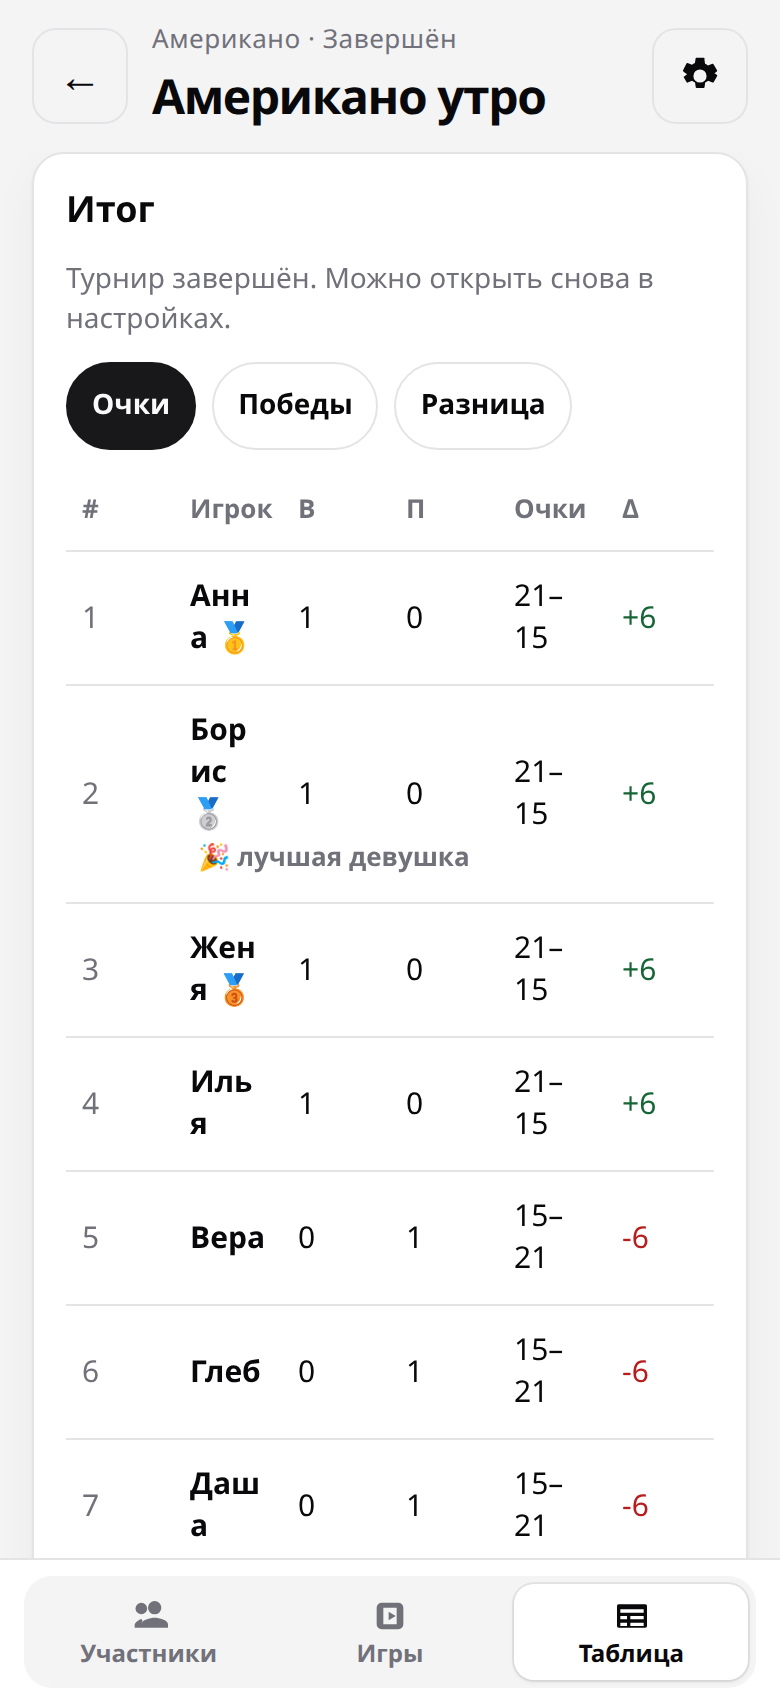 Американо · Завершён
←
Американо утро
Итог
Турнир завершён. Можно открыть снова в
настройках.
Очки Победы Разница
# Игрок В П Очки Δ
1 Анн
а 🥇 1 0 21–
15 +6
2 Бор
ис
🥈
🎉 лучшая девушка 1 0 21–
15 +6
3 Жен
я 🥉 1 0 21–
15 +6
4 Иль
я 1 0 21–
15 +6
5 Вера 0 1 15–
21 -6
6 Глеб 0 1 15–
21 -6
7 Даш
а 0 1 15–
21 -6
Участники Игры Таблица